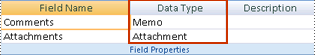 Field Name Data Type Description
Comments Memo
Attachments Attachment
Field Properties